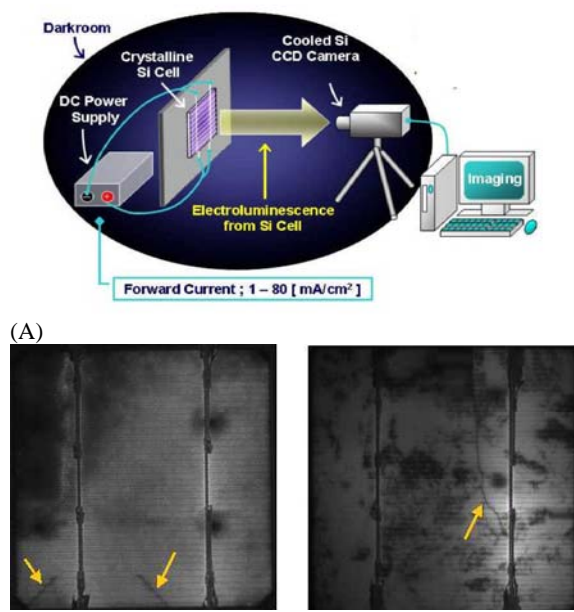 Darkroom
Crystalline
Si Cell
Cooled Si
CCD Camera
DC Power
Supply
Imaging
Electroluminescence
from Si Cell
Forward Current ; 1 – 80 [ mA/cm² ]
(A)